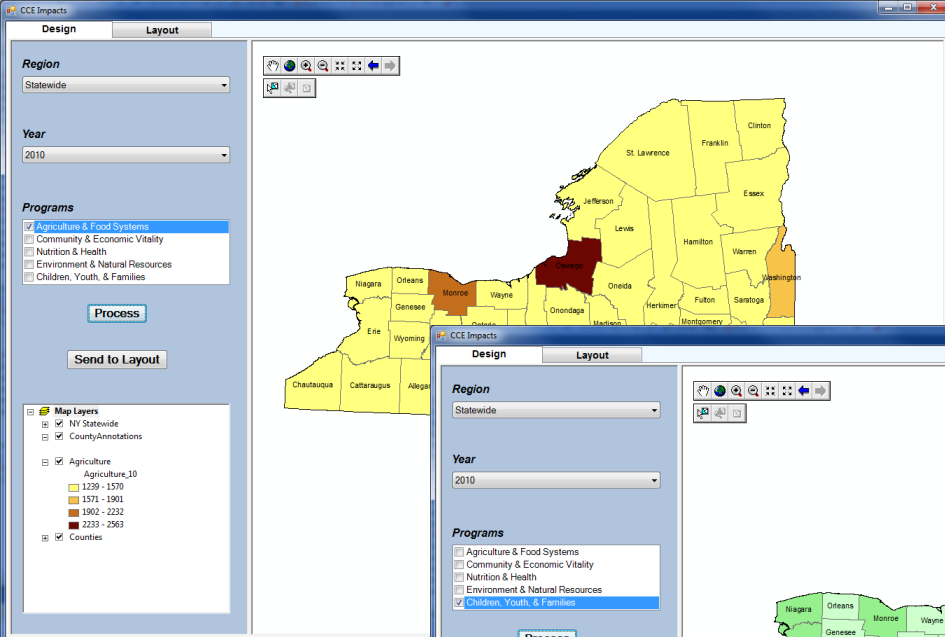 CCE Impacts
Design Layout
Region
Statewide
Year
2010
Programs
Agriculture & Food Systems
Community & Economic Vitality
Nutrition & Health
Environment & Natural Resources
Children, Youth, & Families
Process
Send to Layout
Map Layers
NY Statewide
CountyAnnotations
Agriculture
Agriculture_10
1239 - 1570
1571 - 1901
1902 - 2232
2233 - 2563
Counties
Clinton
Franklin
St. Lawrence
Essex
Jefferson
Lewis
Hamilton
Warren
Washington
Oswego
Oneida
Niagara
Orleans
Monroe
Wayne
Genesee
Onondaga
Herkimer
Fulton
Saratoga
Madison
Montgomery
Ontario
Erie
Wyoming
Chautauqua
Cattaraugus
Allegan
CCE Impacts
Design Layout
Region
Statewide
Year
2010
Programs
Agriculture & Food Systems
Community & Economic Vitality
Nutrition & Health
Environment & Natural Resources
Children, Youth, & Families
Process
Niagara
Orleans
Monroe
Wayne
Genesee